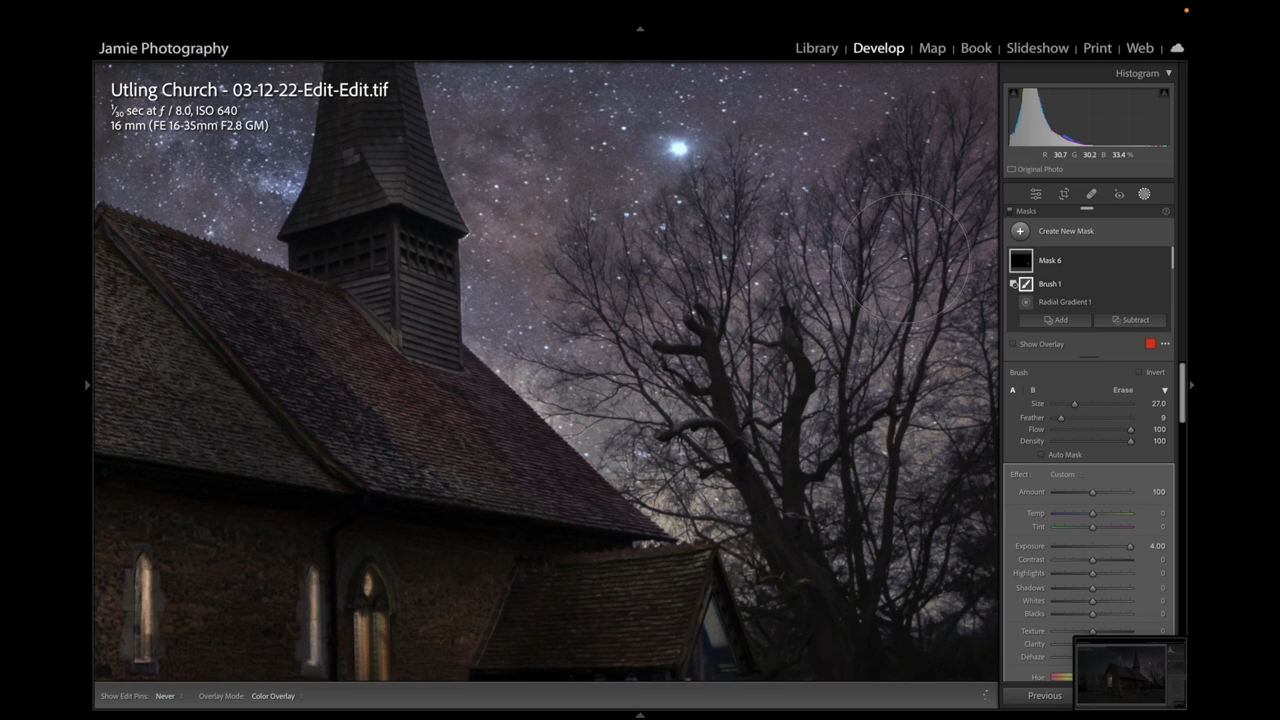 Jamie Photography
Library | Develop | Map | Book | Slideshow | Print | Web |
Utling Church - 03-12-22-Edit-Edit.tif
1/30 sec at ƒ / 8.0, ISO 640
16 mm (FE 16-35mm F2.8 GM)
Histogram
R 30.7 G 30.2 B 33.4 %
Original Photo
Masks
Create New Mask
Mask 6
Brush 1
Radial Gradient 1
Add Subtract
Show Overlay
Brush Invert
A B Erase
Size 27.0
Feather 9
Flow 100
Density 100
Auto Mask
Effect : Custom
Amount 100
Temp 0
Tint 0
Exposure 4.00
Contrast 0
Highlights 0
Shadows 0
Whites 0
Blacks 0
Texture 0
Clarity
Dehaze
Hue
Show Edit Pins: Never Overlay Mode: Color Overlay
Previous